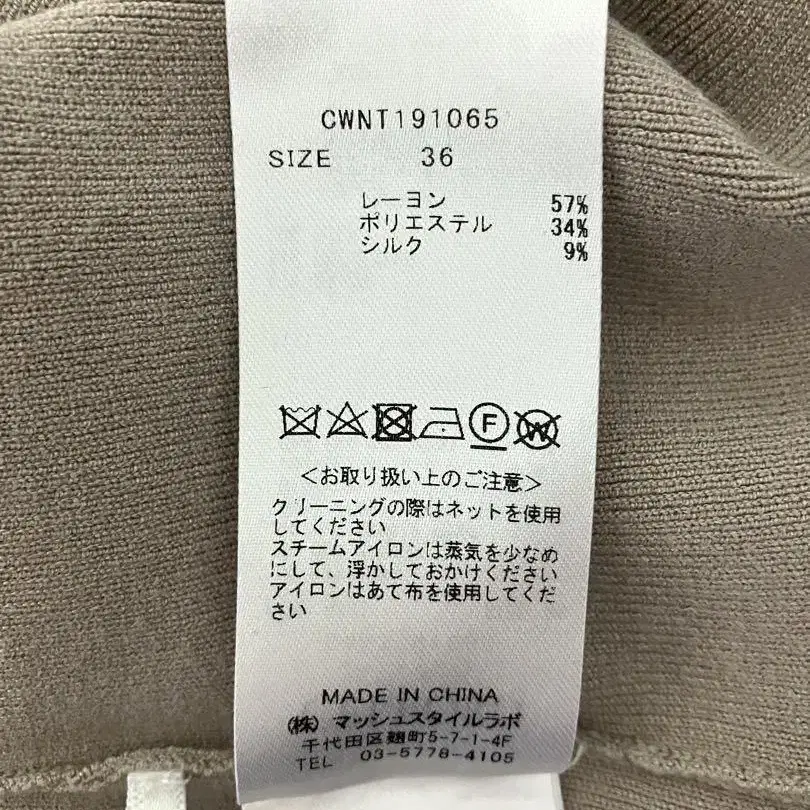 CWNT191065
SIZE 36
レーヨン 57%
ポリエステル 34%
シルク 9%
F W
<お取り扱い上のご注意>
クリーニングの際はネットを使用
してください
スチームアイロンは蒸気を少なめ
にして、浮かしておかけください
アイロンはあて布を使用してくだ
さい
MADE IN CHINA
(株) マッシュスタイルラボ
千代田区麹町5-7-1-4F
TEL 03-5778-4105